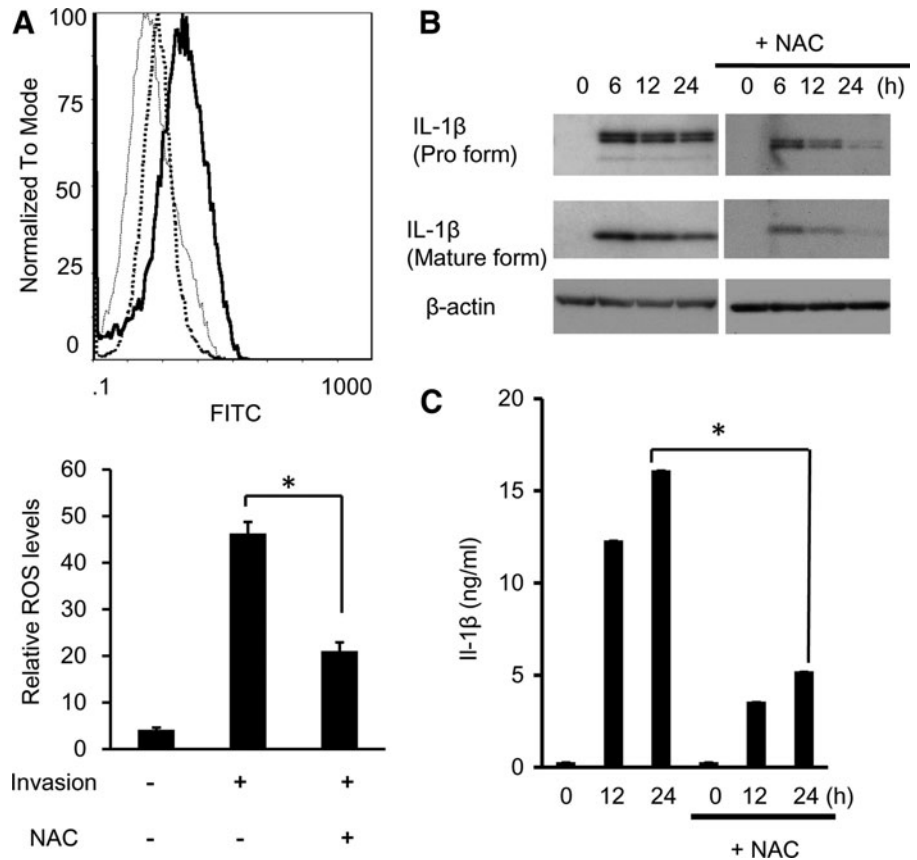 A
Normalized To Mode
100
75
50
25
0
.1 1000
FITC
Relative ROS levels
60
50
40
30
20
10
0
*
Invasion - + +
NAC - - +
B
+ NAC
0 6 12 24 0 6 12 24 (h)
IL-1β
(Pro form)
IL-1β
(Mature form)
β-actin
C
Il-1β (ng/ml)
20
15
10
5
0
*
0 12 24 0 12 24 (h)
+ NAC